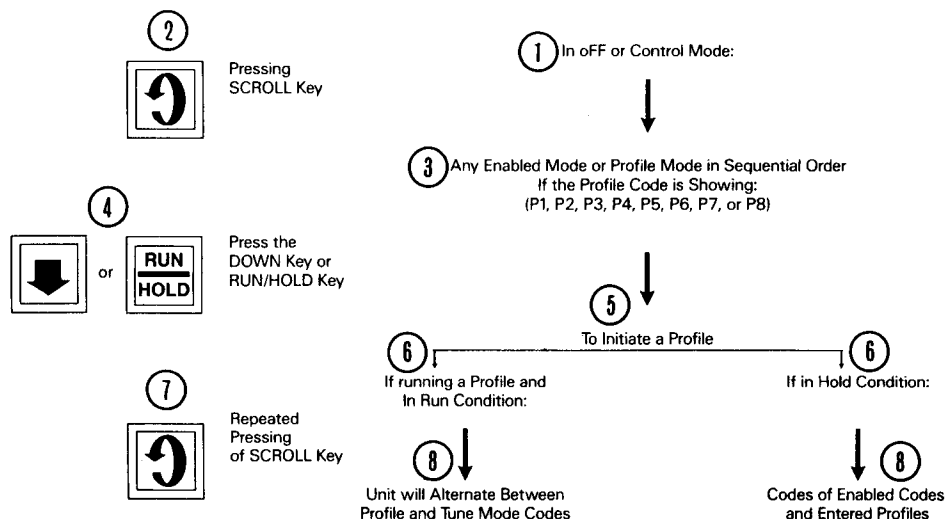 2
Pressing
SCROLL Key
1
In oFF or Control Mode:
3
Any Enabled Mode or Profile Mode in Sequential Order
If the Profile Code is Showing:
(P1, P2, P3, P4, P5, P6, P7, or P8)
4
or
RUN
HOLD
Press the
DOWN Key or
RUN/HOLD Key
5
To Initiate a Profile
6
If running a Profile and
In Run Condition:
6
If in Hold Condition:
7
Repeated
Pressing
of SCROLL Key
8
Unit will Alternate Between
Profile and Tune Mode Codes
8
Codes of Enabled Codes
and Entered Profiles